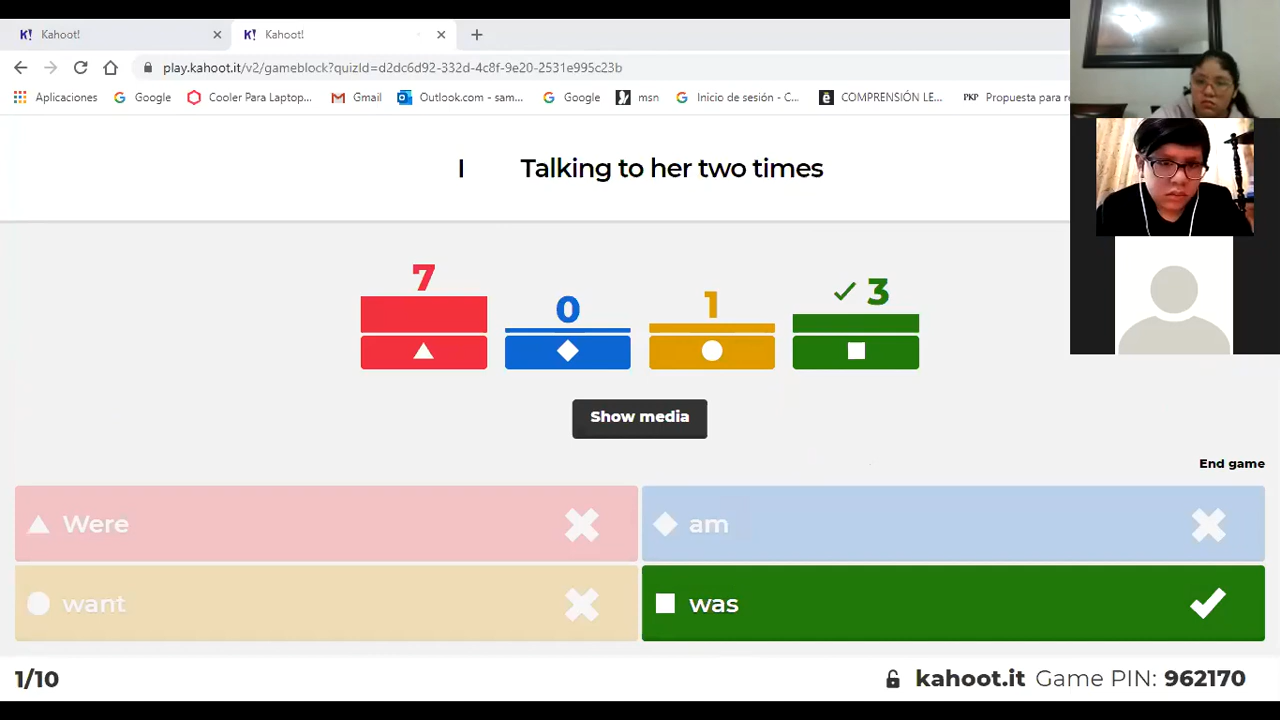 K! Kahoot!
K! Kahoot!
play.kahoot.it/v2/gameblock?quizId=d2dc6d92-332d-4c8f-9e20-2531e995c23b
Aplicaciones Google Cooler Para Laptop... Gmail Outlook.com - sam... Google msn Inicio de sesión - C... COMPRENSIÓN LE... PKP Propuesta para re
I Talking to her two times
7 0 1 3
Show media
End game
Were am
want was
1/10 kahoot.it Game PIN: 962170